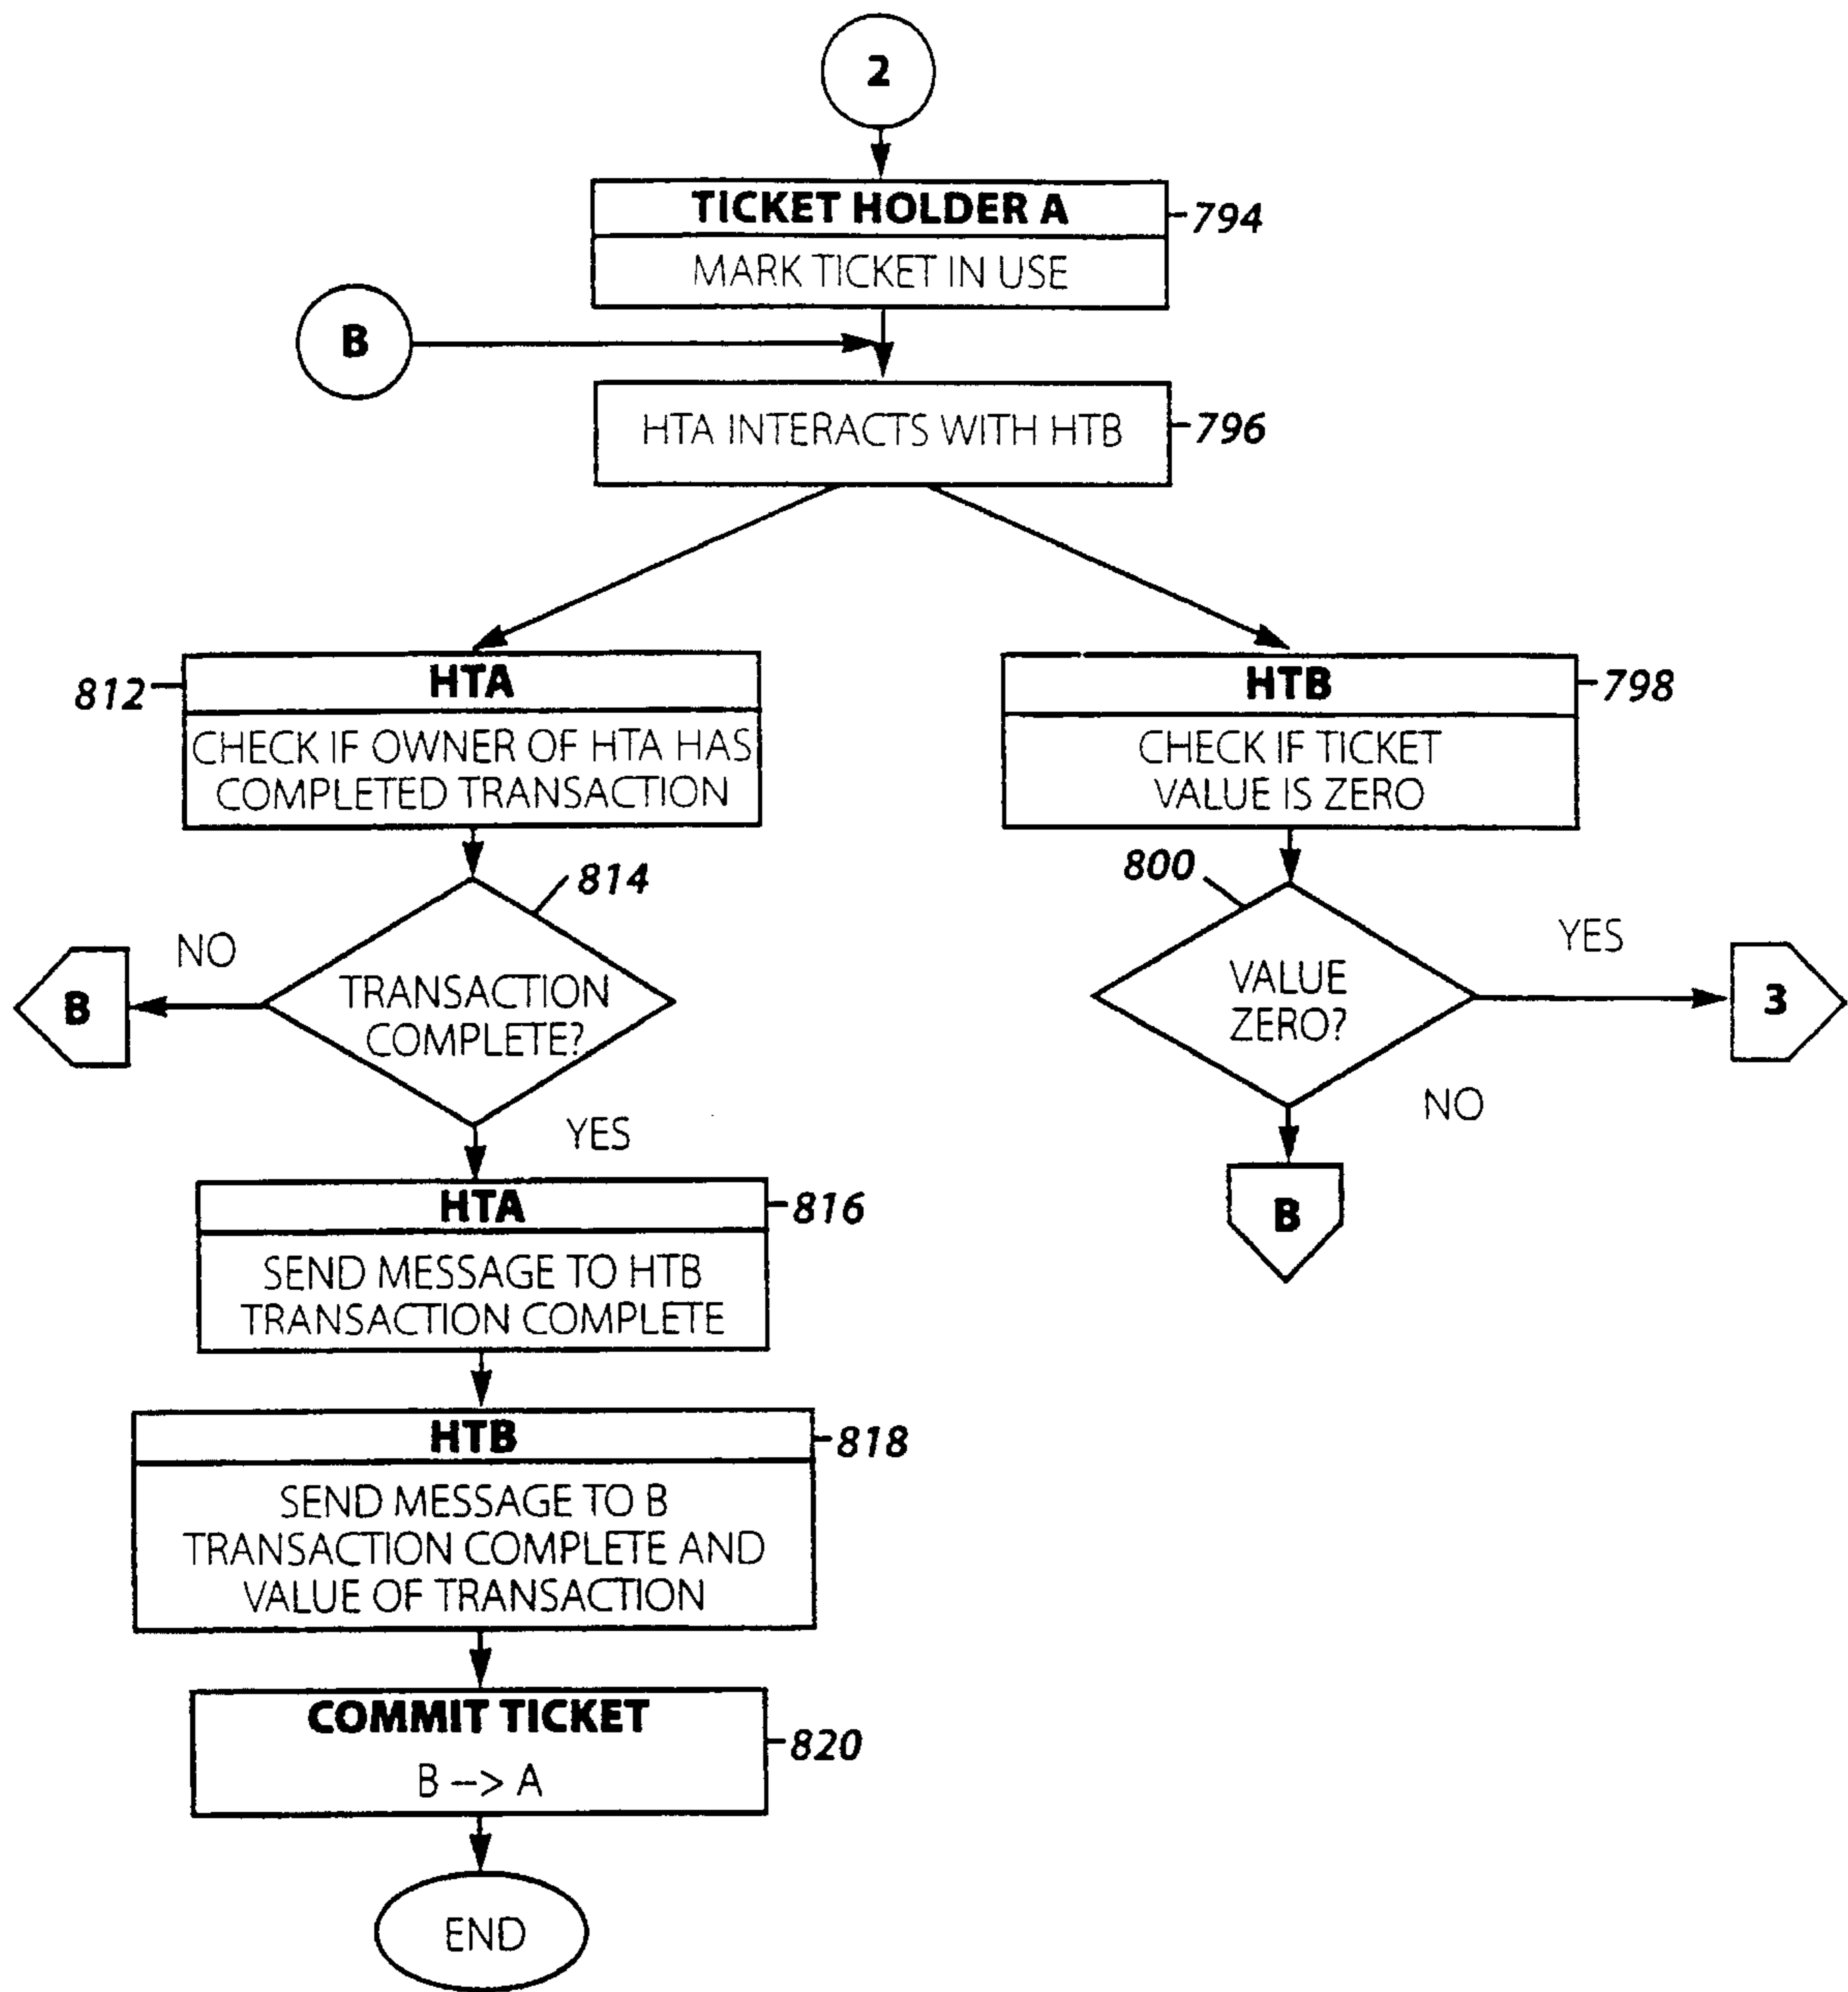 2
TICKET HOLDER A
794
MARK TICKET IN USE
B
HTA INTERACTS WITH HTB
796
812
HTA
CHECK IF OWNER OF HTA HAS
COMPLETED TRANSACTION
HTB
798
CHECK IF TICKET
VALUE IS ZERO
814
800
NO
B
TRANSACTION
COMPLETE?
YES
VALUE
ZERO?
YES
3
NO
B
HTA
816
SEND MESSAGE TO HTB
TRANSACTION COMPLETE
HTB
818
SEND MESSAGE TO B
TRANSACTION COMPLETE AND
VALUE OF TRANSACTION
COMMIT TICKET
820
B --> A
END